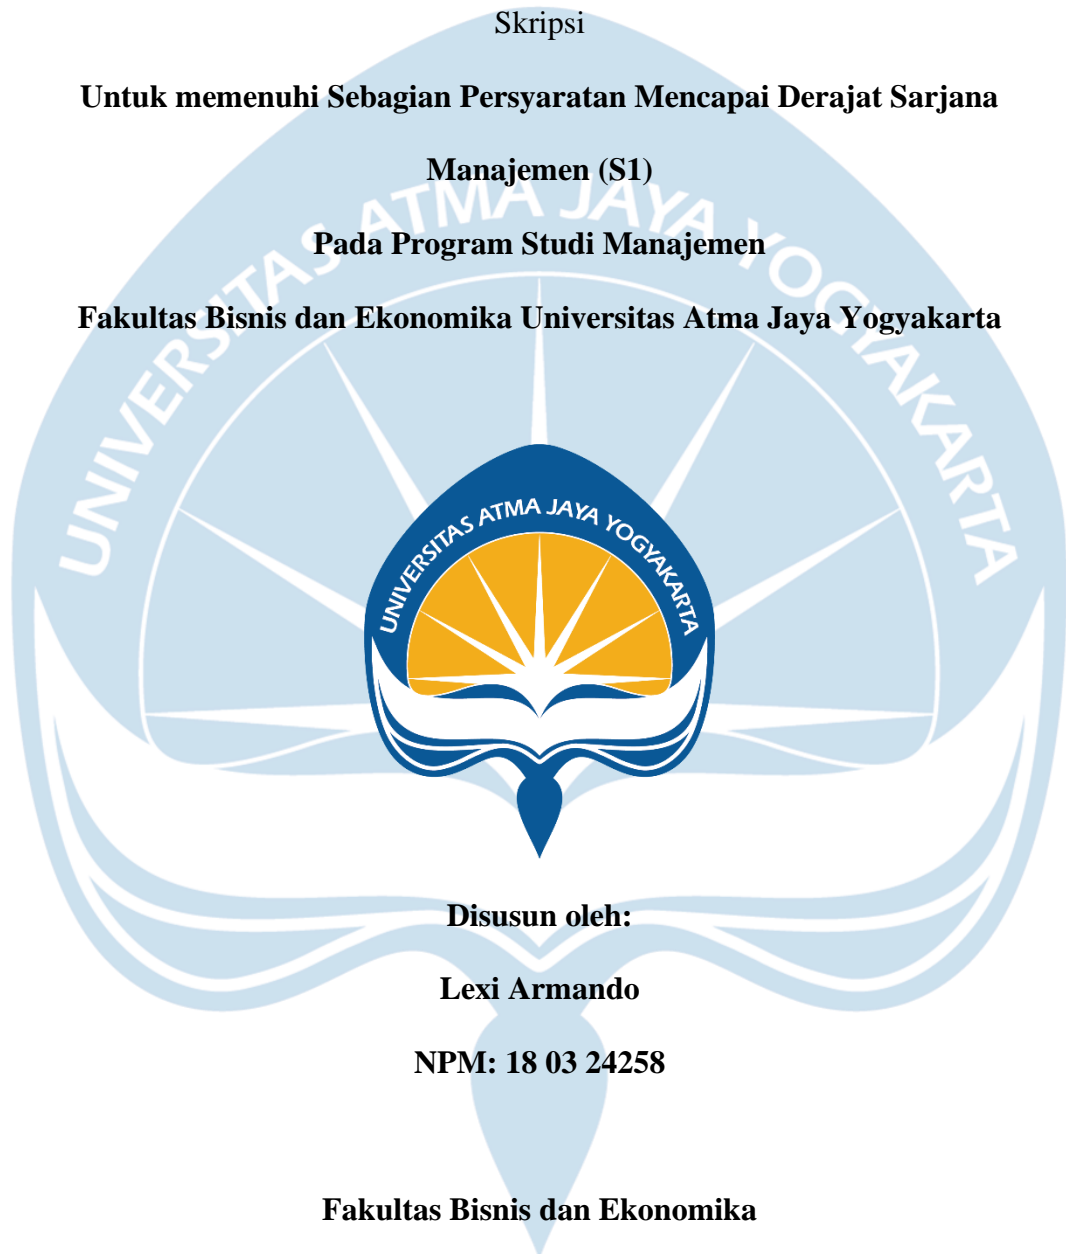 Skripsi
Untuk memenuhi Sebagian Persyaratan Mencapai Derajat Sarjana
Manajemen (S1)
Pada Program Studi Manajemen
Fakultas Bisnis dan Ekonomika Universitas Atma Jaya Yogyakarta
UNIVERSITAS ATMA JAYA YOGYAKARTA
UNIVERSITAS ATMA JAYA YOGYAKARTA
Disusun oleh:
Lexi Armando
NPM: 18 03 24258
Fakultas Bisnis dan Ekonomika